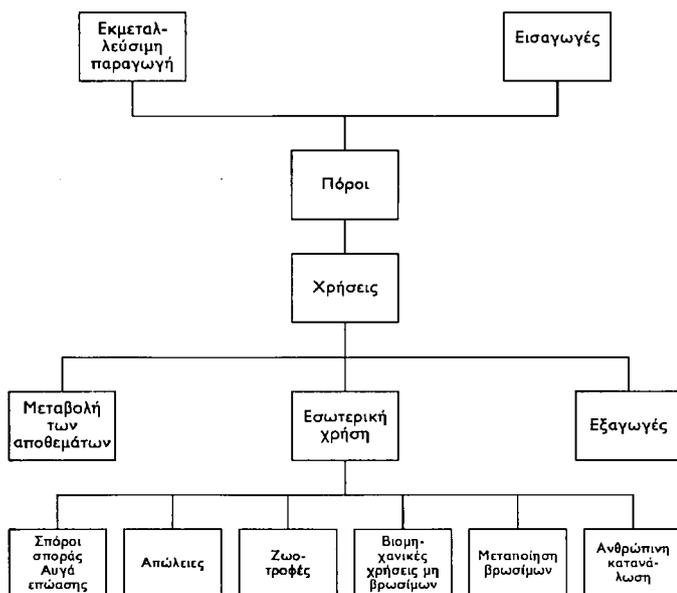 Εκμεταλ-
λεύσιμη
παραγωγή
Εισαγωγές
Πόροι
Χρήσεις
Μεταβολή
των
αποθεμάτων
Εσωτερική
χρήση
Εξαγωγές
Σπόροι
σποράς
Αυγά
επώασης
Απώλειες
Ζωο-
τροφές
Βιομη-
χανικές
χρήσεις μη
βρωσίμων
Μεταποίηση
βρωσίμων
Ανθρώπινη
κατανά-
λωση